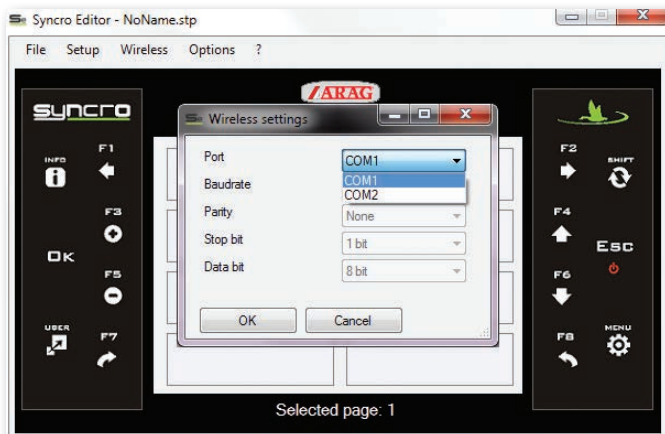 Syncro Editor - NoName.stp
File Setup Wireless Options ?
ARAG
syncro
Wireless settings
INFO
F1
F3
OK
F5
USER
F7
Port
COM1
COM1
COM2
Baudrate
Parity
None
Stop bit
1 bit
Data bit
8 bit
OK
Cancel
F2
SHIFT
F4
ESC
F6
F8
MENU
Selected page: 1